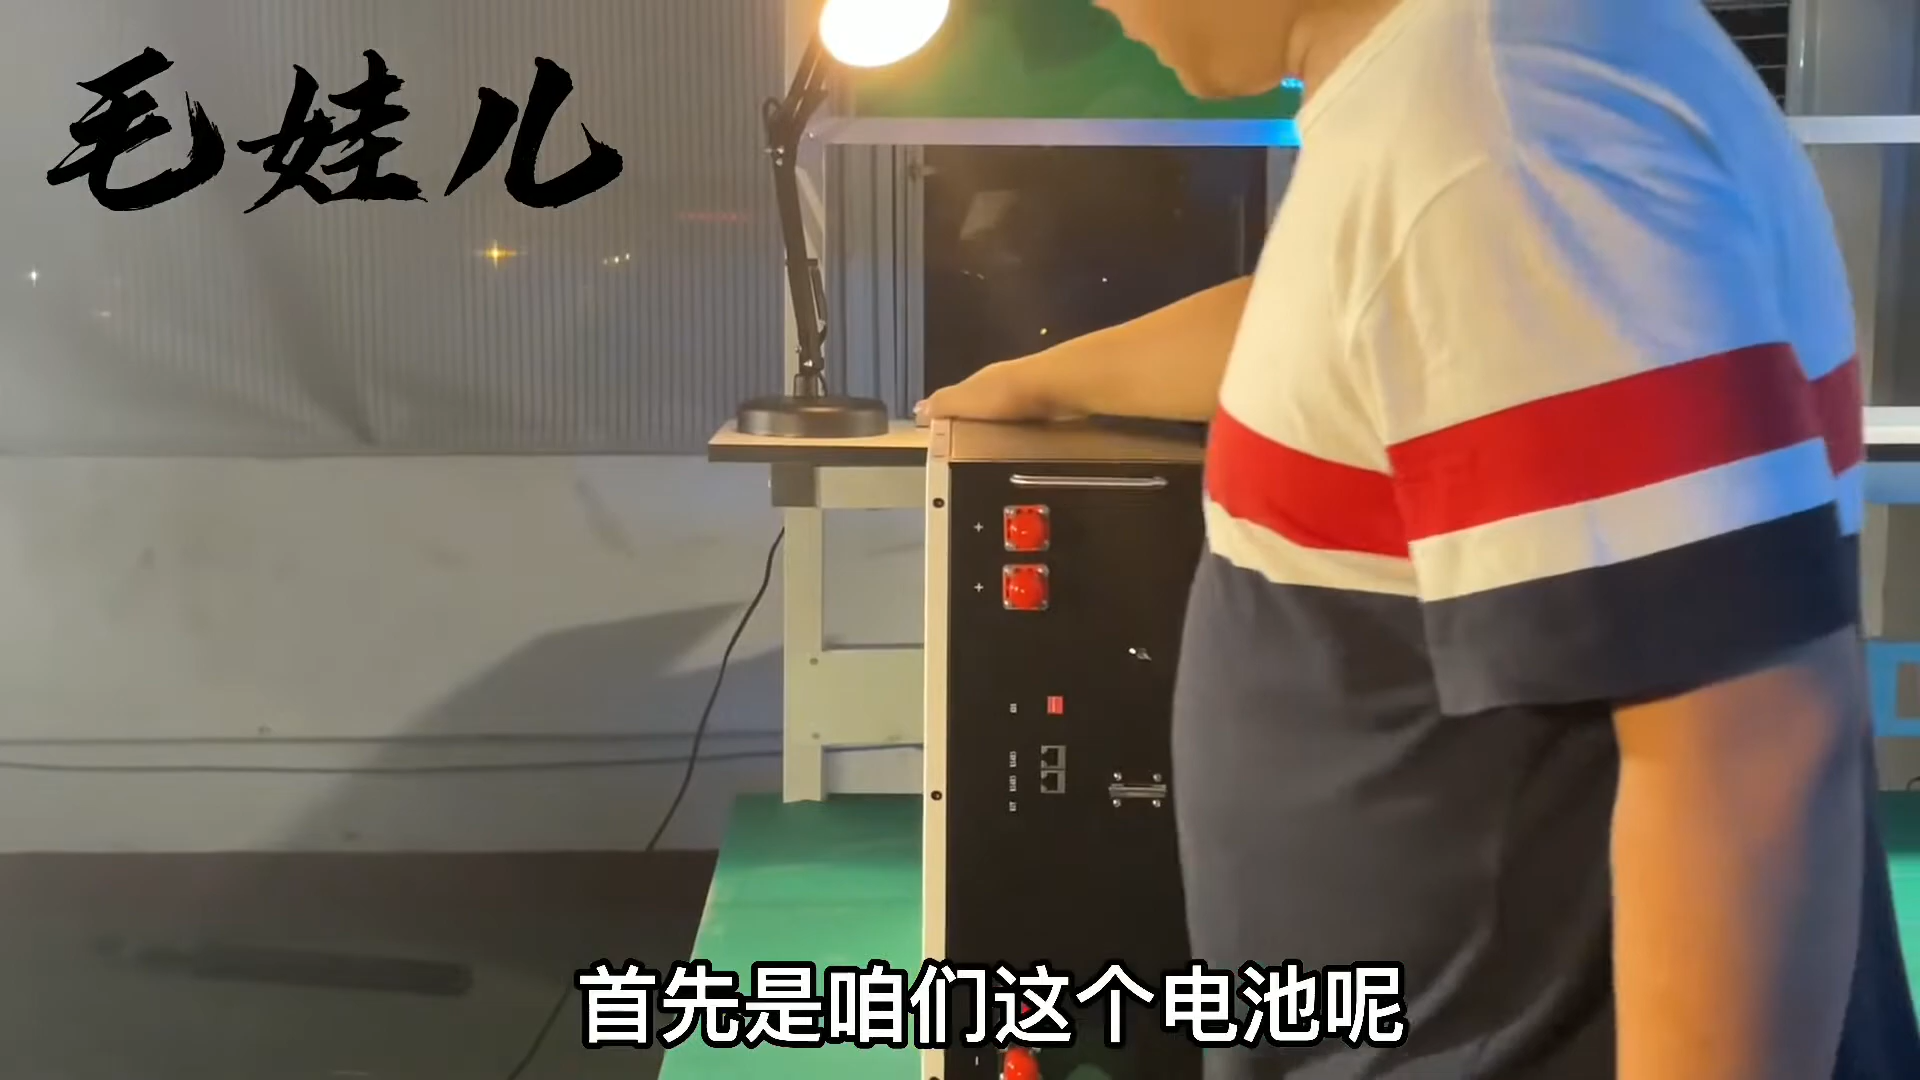 毛娃儿
+
+
首先是咱们这个电池呢
-